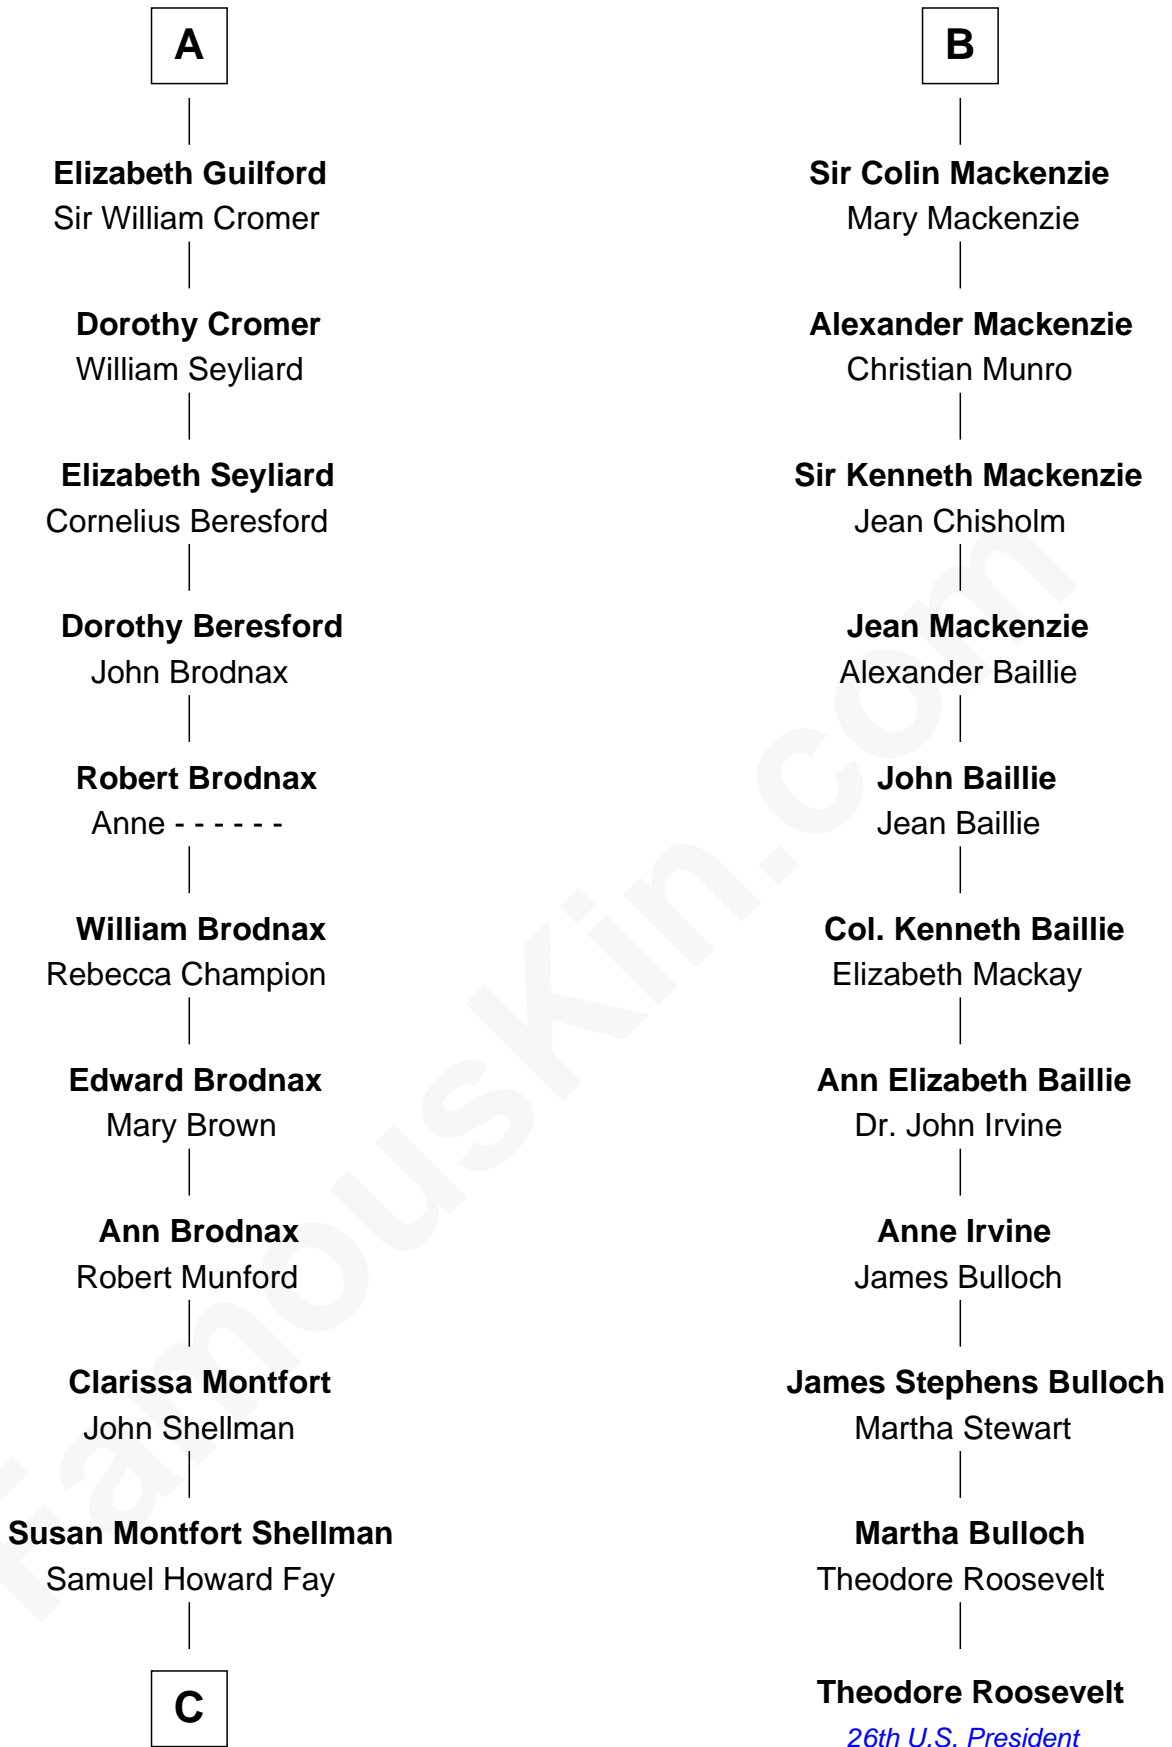 A
Elizabeth Guilford
Sir William Cromer
Dorothy Cromer
William Seyliard
Elizabeth Seyliard
Cornelius Beresford
Dorothy Beresford
John Brodnax
Robert Brodnax
Anne - - - - - -
William Brodnax
Rebecca Champion
Edward Brodnax
Mary Brown
Ann Brodnax
Robert Munford
Clarissa Montfort
John Shellman
Susan Montfort Shellman
Samuel Howard Fay
C
B
Sir Colin Mackenzie
Mary Mackenzie
Alexander Mackenzie
Christian Munro
Sir Kenneth Mackenzie
Jean Chisholm
Jean Mackenzie
Alexander Baillie
John Baillie
Jean Baillie
Col. Kenneth Baillie
Elizabeth Mackay
Ann Elizabeth Baillie
Dr. John Irvine
Anne Irvine
James Bulloch
James Stephens Bulloch
Martha Stewart
Martha Bulloch
Theodore Roosevelt
Theodore Roosevelt
26th U.S. President
famouskin.com